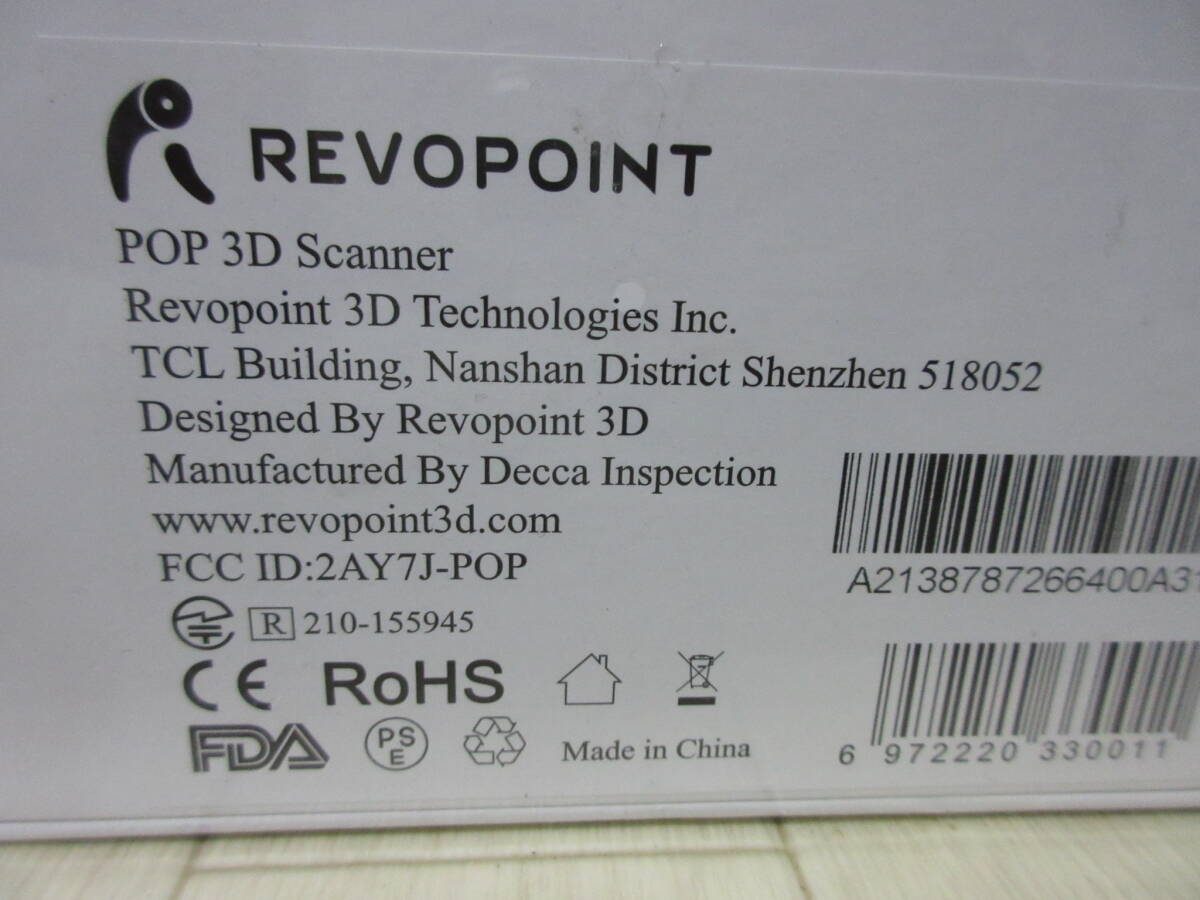 REVOPOINT
POP 3D Scanner
Revopoint 3D Technologies Inc.
TCL Building, Nanshan District Shenzhen 518052
Designed By Revopoint 3D
Manufactured By Decca Inspection
www.revopoint3d.com
FCC ID:2AY7J-POP
R 210-155945
CE RoHS
FDA PSE Made in China
A2138787266400A31
6 972220 330011